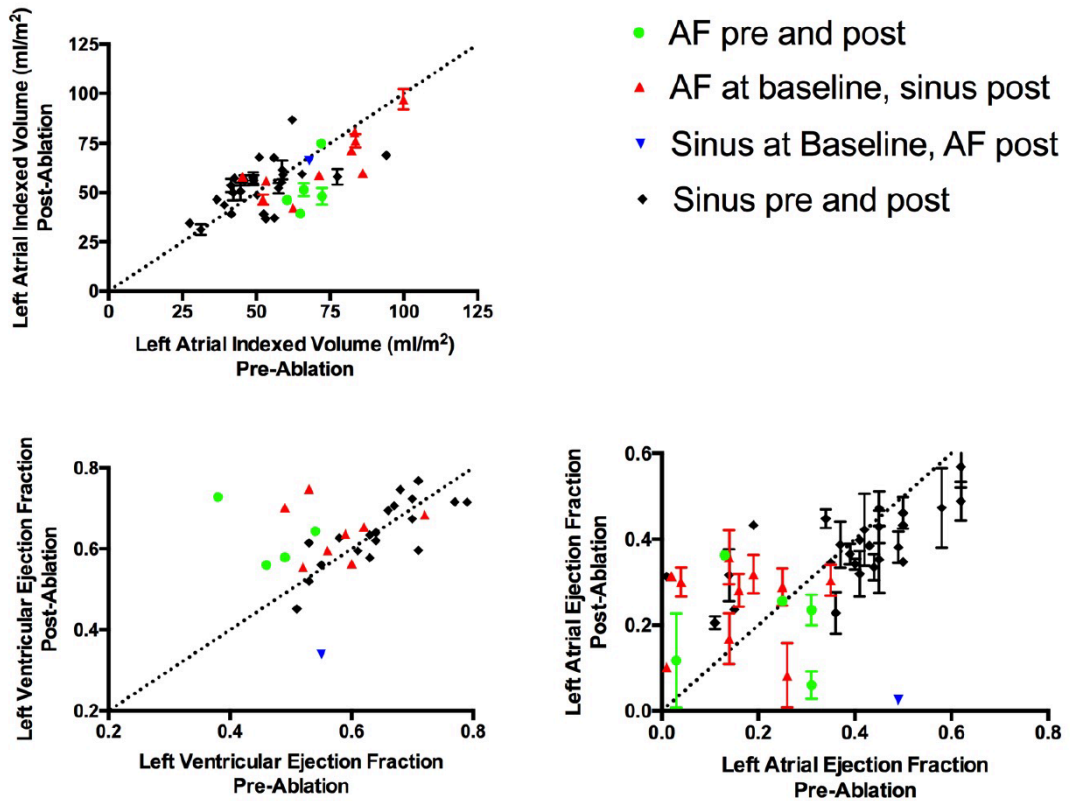 Left Atrial Indexed Volume (ml/m²)
Post-Ablation
125
100
75
50
25
0
0 25 50 75 100 125
Left Atrial Indexed Volume (ml/m²)
Pre-Ablation
AF pre and post
AF at baseline, sinus post
Sinus at Baseline, AF post
Sinus pre and post
Left Ventricular Ejection Fraction
Post-Ablation
0.8
0.6
0.4
0.2
0.2 0.4 0.6 0.8
Left Ventricular Ejection Fraction
Pre-Ablation
Left Atrial Ejection Fraction
Post-Ablation
0.6
0.4
0.2
0.0
0.0 0.2 0.4 0.6 0.8
Left Atrial Ejection Fraction
Pre-Ablation